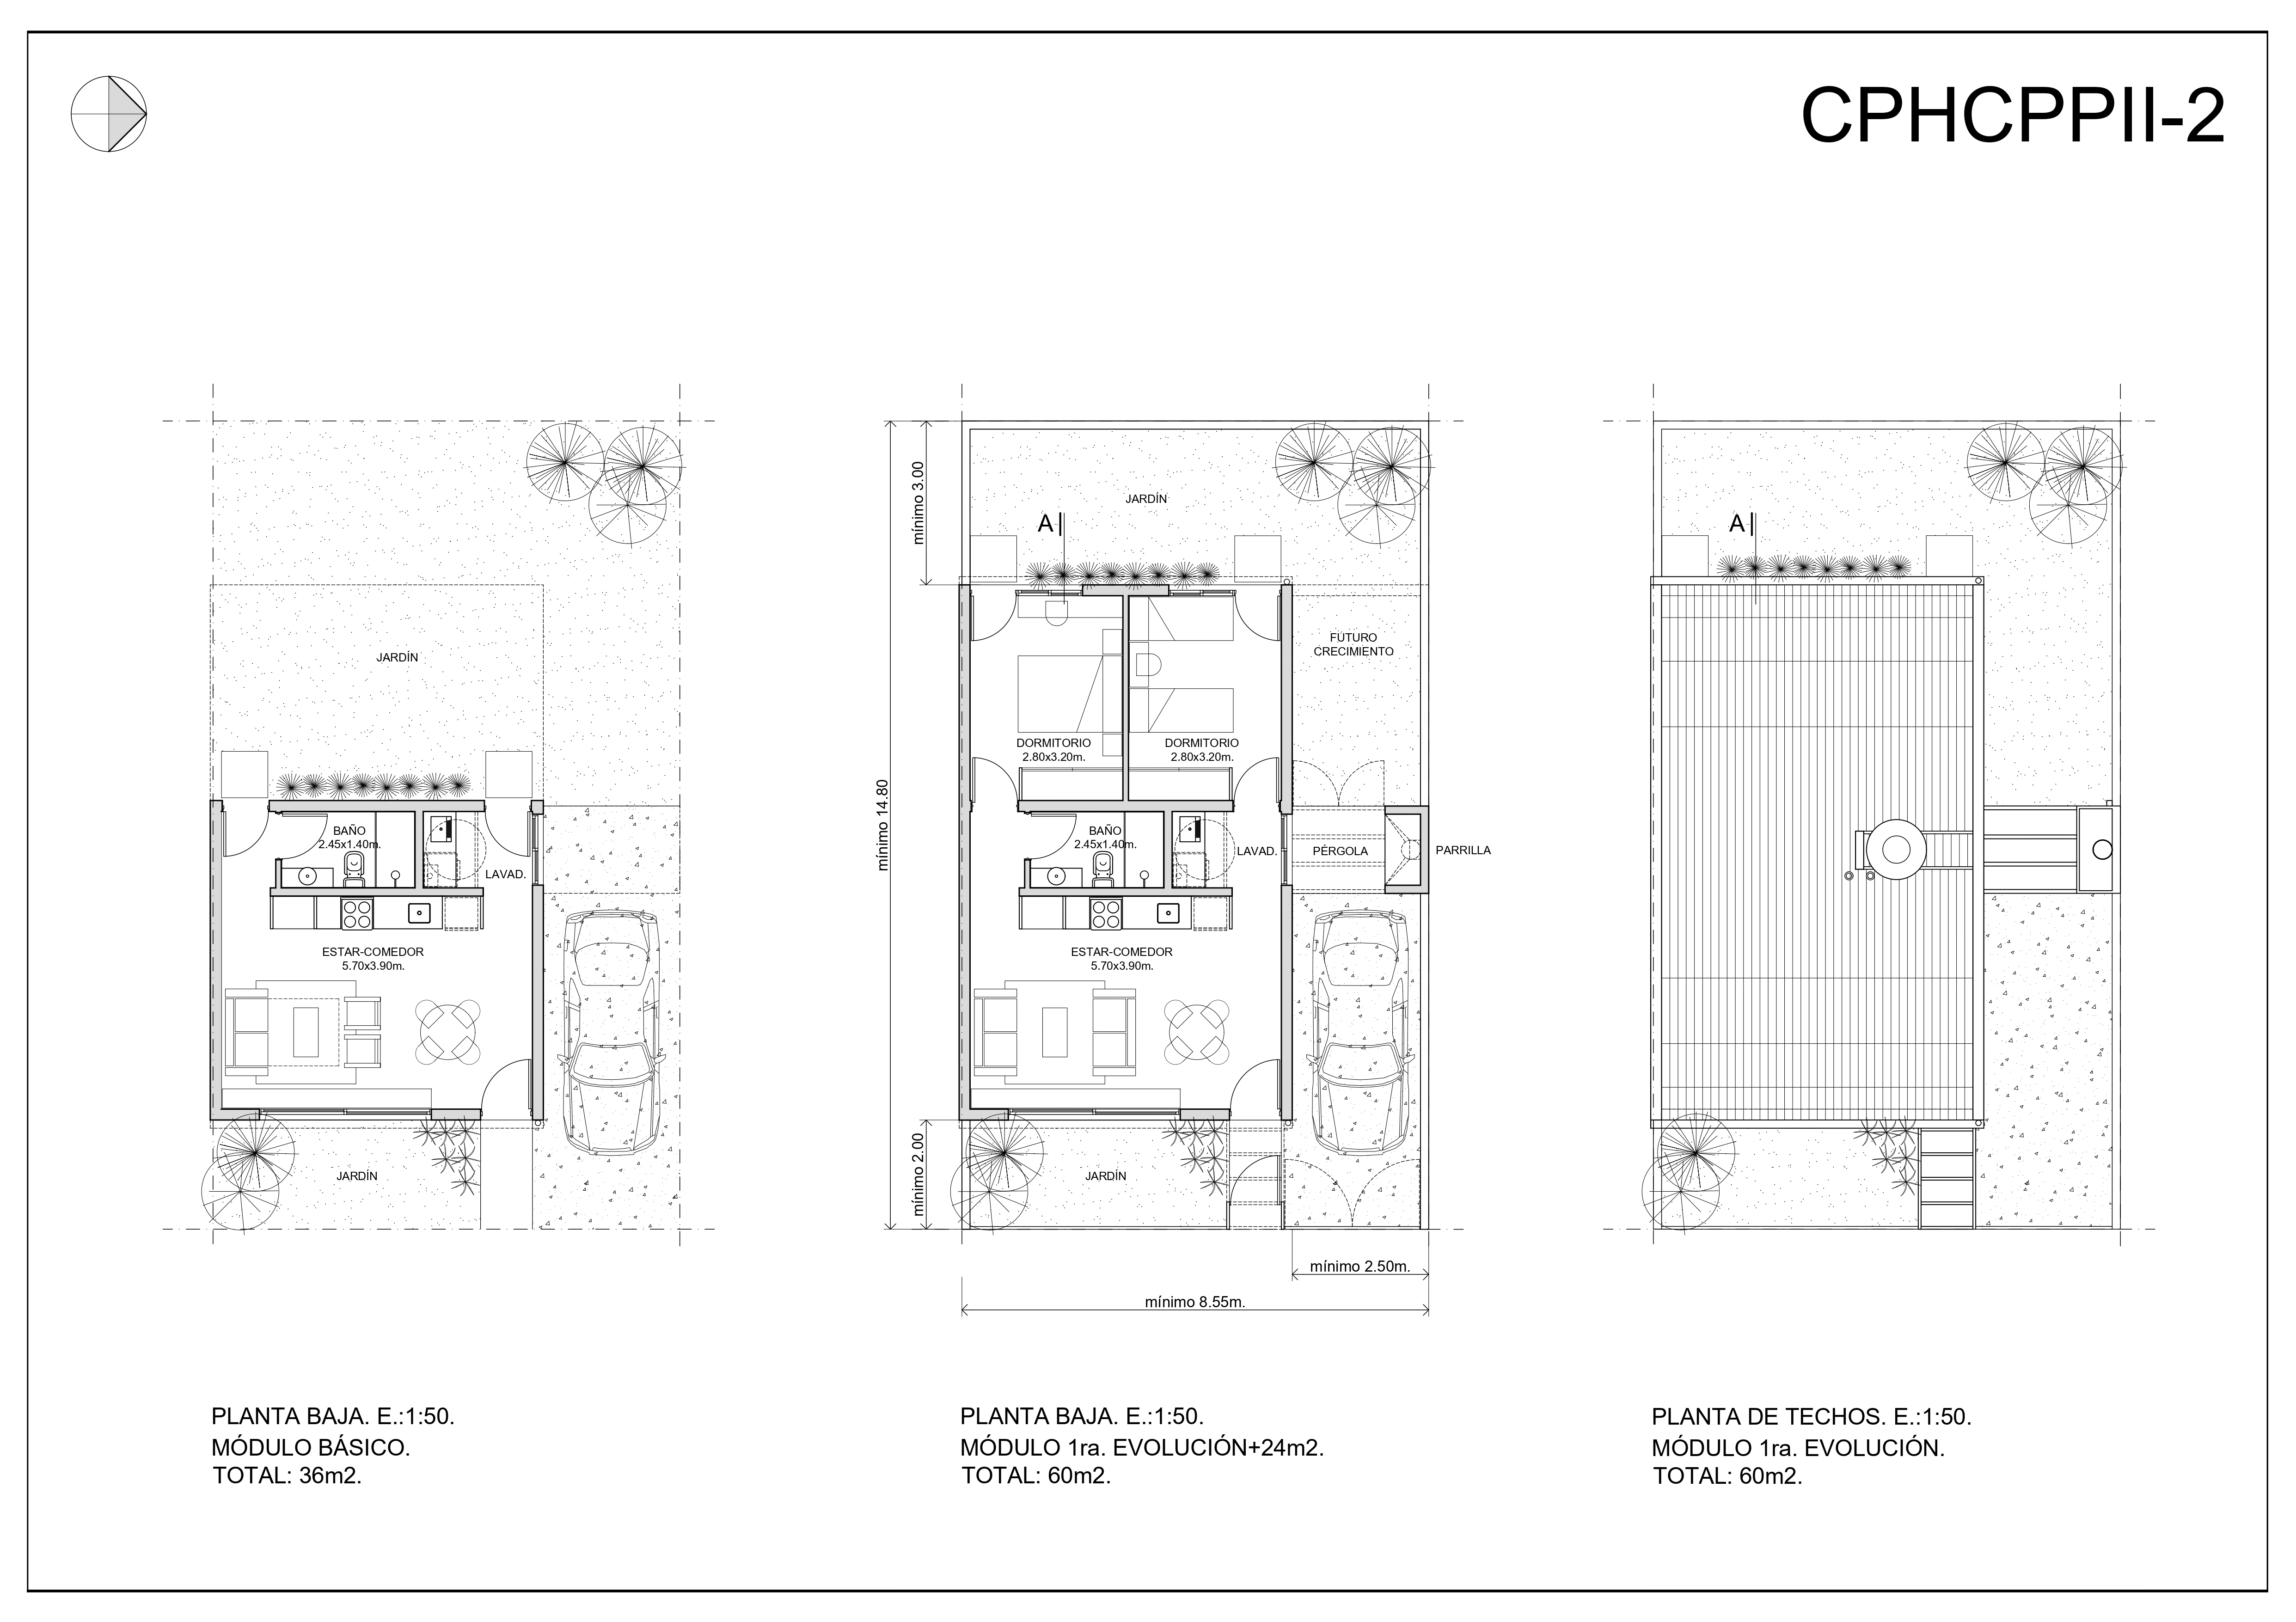 CPHCPPII-2
JARDÍN
BAÑO
2.45x1.40m.
LAVAD.
ESTAR-COMEDOR
5.70x3.90m.
JARDÍN
PLANTA BAJA. E.:1:50.
MÓDULO BÁSICO.
TOTAL: 36m2.
mínimo 3.00
mínimo 14.80
mínimo 2.00
JARDÍN
A
FUTURO
CRECIMIENTO
DORMITORIO
2.80x3.20m.
DORMITORIO
2.80x3.20m.
BAÑO
2.45x1.40m.
LAVAD.
PÉRGOLA
PARRILLA
ESTAR-COMEDOR
5.70x3.90m.
JARDÍN
mínimo 2.50m.
mínimo 8.55m.
PLANTA BAJA. E.:1:50.
MÓDULO 1ra. EVOLUCIÓN+24m2.
TOTAL: 60m2.
A
PLANTA DE TECHOS. E.:1:50.
MÓDULO 1ra. EVOLUCIÓN.
TOTAL: 60m2.